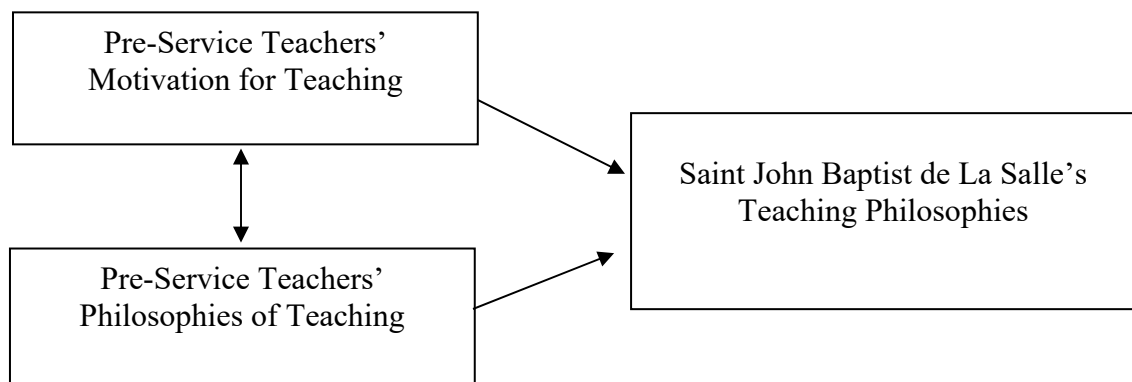 Pre-Service Teachers’
Motivation for Teaching
Saint John Baptist de La Salle’s
Teaching Philosophies
Pre-Service Teachers’
Philosophies of Teaching